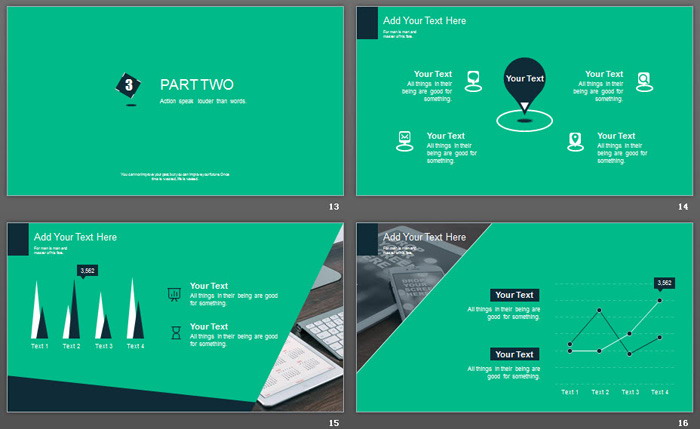 3
PART TWO
Action speak louder than words.
13
Add Your Text Here
For man is man and
master of his fate.
Your Text
All things in their
being are good for
something.
Your Text
Your Text
All things in their
being are good for
something.
Your Text
All things in their
being are good for
something.
Your Text
All things in their
being are good for
something.
14
Add Your Text Here
For man is man and
master of his fate.
3,562
Text 1 Text 2 Text 3 Text 4
Your Text
All things in their being are good
for something.
Your Text
All things in their being are good
for something.
15
Add Your Text Here
For man is man and
master of his fate.
DROP
YOUR
SCREEN
HERE
3,562
Your Text
All things in their being are
good for something.
Your Text
All things in their being are
good for something.
Text 1 Text 2 Text 3 Text 4
16